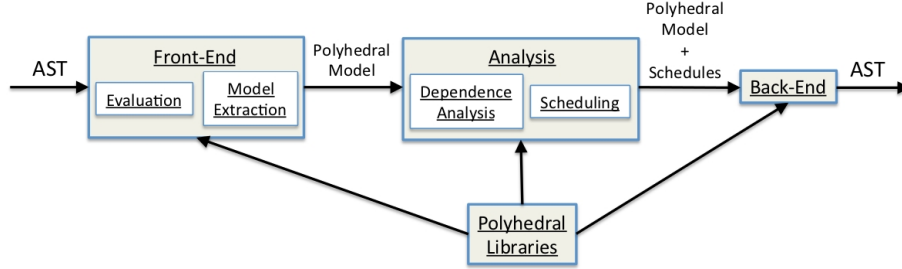 AST
Front-End
Evaluation
Model
Extraction
Polyhedral
Model
Analysis
Dependence
Analysis
Scheduling
Polyhedral
Model
+
Schedules
Back-End
AST
Polyhedral
Libraries